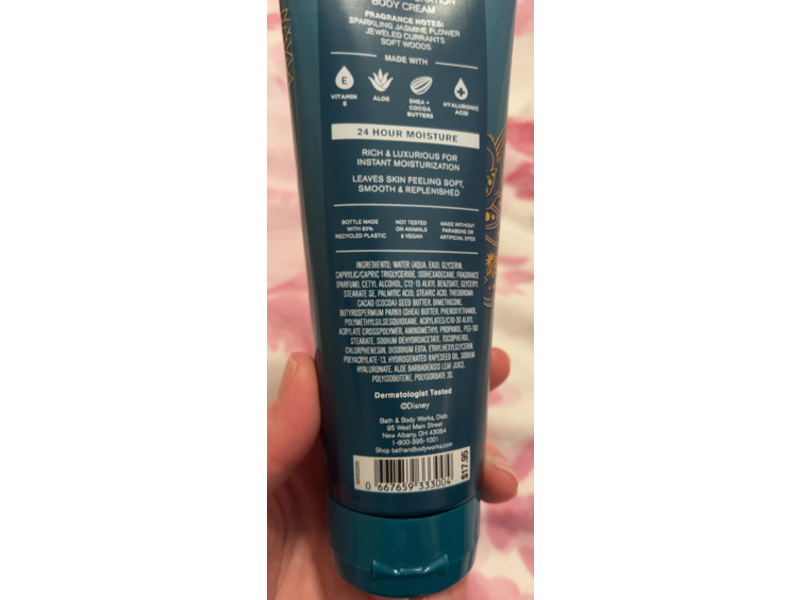 BODY CREAM
FRAGRANCE NOTES:
SPARKLING JASMINE FLOWER
JEWELED CURRANTS
SOFT WOODS
MADE WITH
E
VITAMIN
E
ALOE
SHEA +
COCOA
BUTTERS
HYALURONIC
ACID
24 HOUR MOISTURE
RICH & LUXURIOUS FOR
INSTANT MOISTURIZATION
LEAVES SKIN FEELING SOFT,
SMOOTH & REPLENISHED
BOTTLE MADE
WITH 83%
RECYCLED PLASTIC
NOT TESTED
ON ANIMALS
& VEGAN
MADE WITHOUT
PARABENS OR
ARTIFICIAL DYES
INGREDIENTS: WATER (AQUA, EAU), GLYCERIN,
CAPRYLIC/CAPRIC TRIGLYCERIDE, ISOHEXADECANE, FRAGRANCE
(PARFUM), CETYL ALCOHOL, C12-15 ALKYL BENZOATE, GLYCERYL
STEARATE SE, PALMITIC ACID, STEARIC ACID, THEOBROMA
CACAO (COCOA) SEED BUTTER, DIMETHICONE,
BUTYROSPERMUM PARKII (SHEA) BUTTER, PHENOXYETHANOL,
POLYMETHYLSILSESQUIOXANE, ACRYLATES/C10-30 ALKYL
ACRYLATE CROSSPOLYMER, AMINOMETHYL PROPANOL, PEG-100
STEARATE, SODIUM DEHYDROACETATE, TOCOPHEROL,
CHLORPHENESIN, DISODIUM EDTA, ETHYLHEXYLGLYCERIN,
POLYACRYLATE-13, HYDROGENATED RAPESEED OIL, SODIUM
HYALURONATE, ALOE BARBADENSIS LEAF JUICE,
POLYISOBUTENE, POLYSORBATE 20.
Dermatologist Tested
©Disney
Bath & Body Works, Distr.
95 West Main Street
New Albany, OH 43054
1-800-395-1001
Shop bathandbodyworks.com
0 667659 333004
$17.95